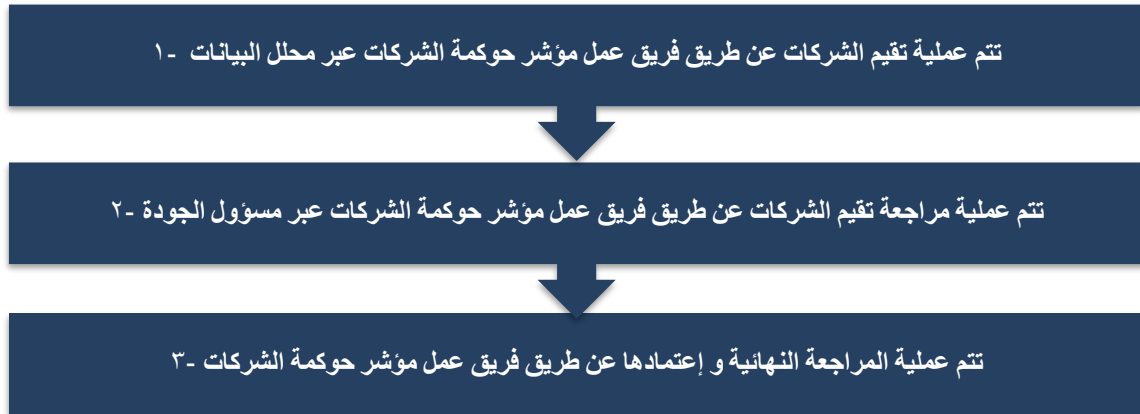 تتم عملية تقيم الشركات عن طريق فريق عمل مؤشر حوكمة الشركات عبر محلل البيانات -١
تتم عملية مراجعة تقيم الشركات عن طريق فريق عمل مؤشر حوكمة الشركات عبر مسؤول الجودة -٢
تتم عملية المراجعة النهائية و إعتمادها عن طريق فريق عمل مؤشر حوكمة الشركات -٣